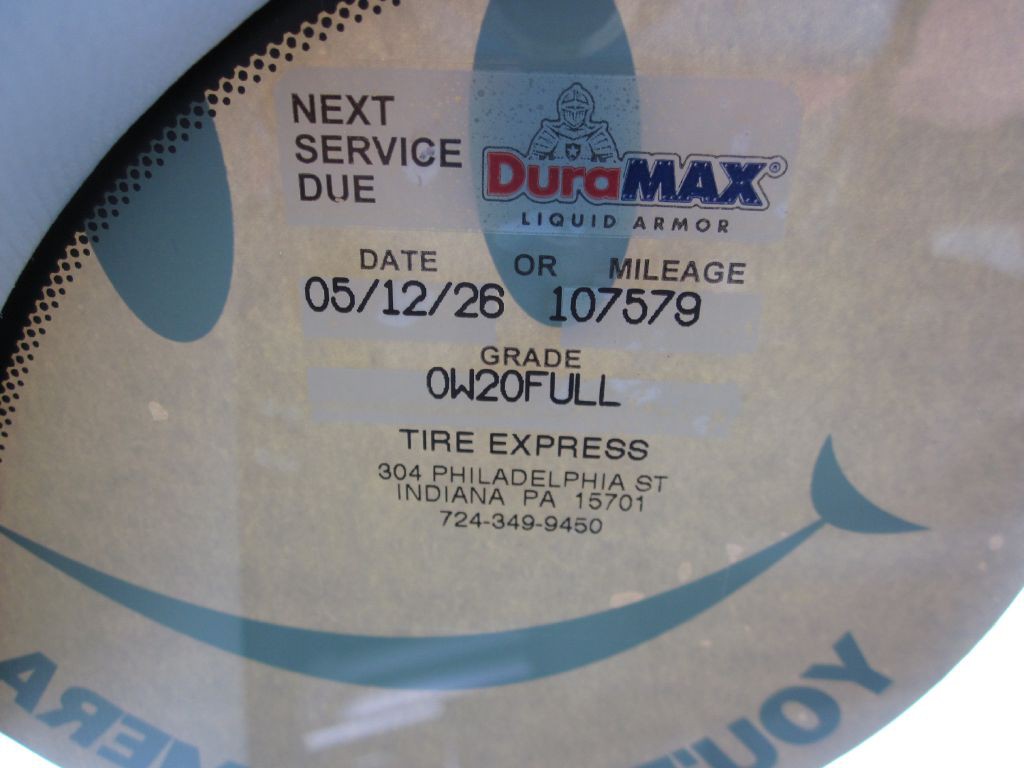 NEXT
SERVICE
DUE
DuraMAX®
LIQUID ARMOR
DATE OR MILEAGE
05/12/26 107579
GRADE
0W20FULL
TIRE EXPRESS
304 PHILADELPHIA ST
INDIANA PA 15701
724-349-9450
YOU'